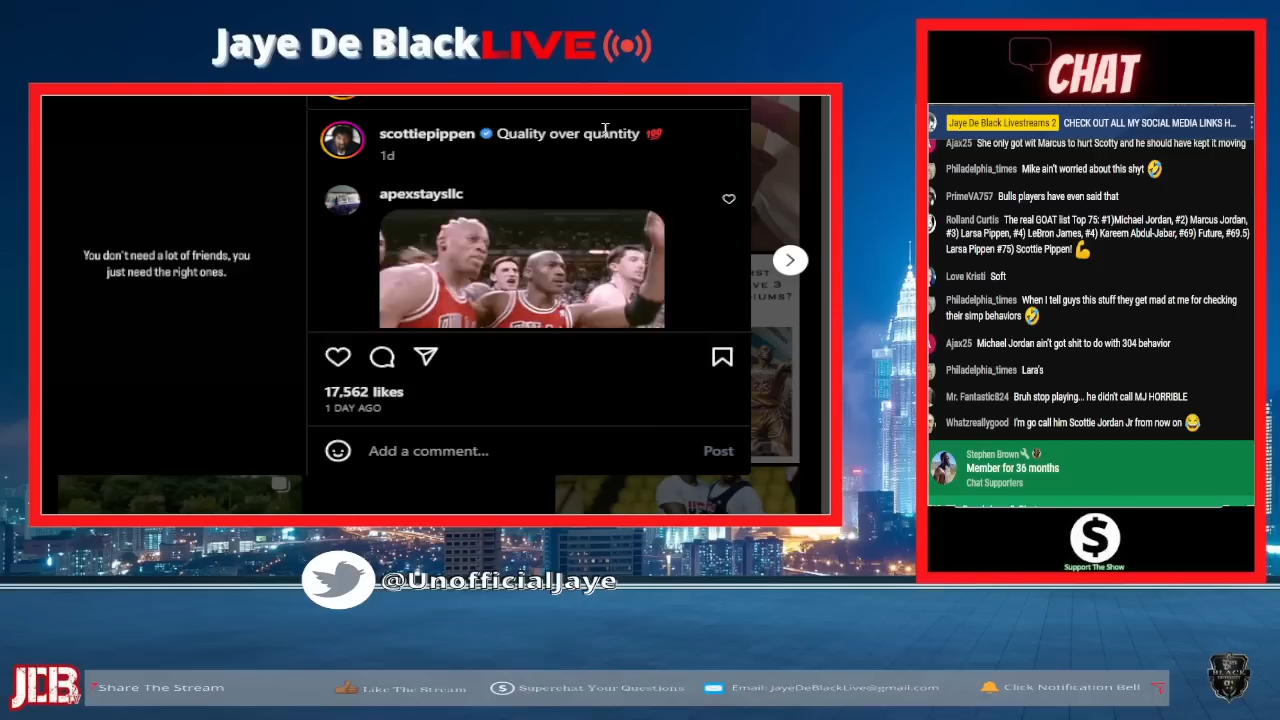 Jaye De Black LIVE
CHAT
Jaye De Black Livestreams 2 CHECK OUT ALL MY SOCIAL MEDIA LINKS H...
Ajax25 She only got wit Marcus to hurt Scotty and he should have kept it moving
Philadelphia_times Mike ain't worried about this shyt 🤣
PrimeVA757 Bulls players have even said that
Rolland Curtis The real GOAT list Top 75: #1)Michael Jordan, #2) Marcus Jordan,
#3) Larsa Pippen, #4) LeBron James, #4) Kareem Abdul-Jabar, #69) Future, #69.5)
Larsa Pippen #75) Scottie Pippen! 💪
Love Kristi Soft
Philadelphia_times When I tell guys this stuff they get mad at me for checking
their simp behaviors 🤣
Ajax25 Michael Jordan ain't got shit to do with 304 behavior
Philadelphia_times Lara's
Mr. Fantastic824 Bruh stop playing... he didn't call MJ HORRIBLE
Whatzreallygood I'm go call him Scottie Jordan Jr from now on 😂
Stephen Brown
Member for 36 months
Chat Supporters
$
Support The Show
You don't need a lot of friends, you
just need the right ones.
scottiepippen Quality over quantity 💯
1d
apexstaysllc
17,562 likes
1 DAY AGO
Add a comment...
Post
23
@UnofficialJaye
JDB
TV
Share The Stream
Like The Stream
$ Superchat Your Questions
Email: JayeDeBlackLive@gmail.com
Click Notification Bell
BLACK